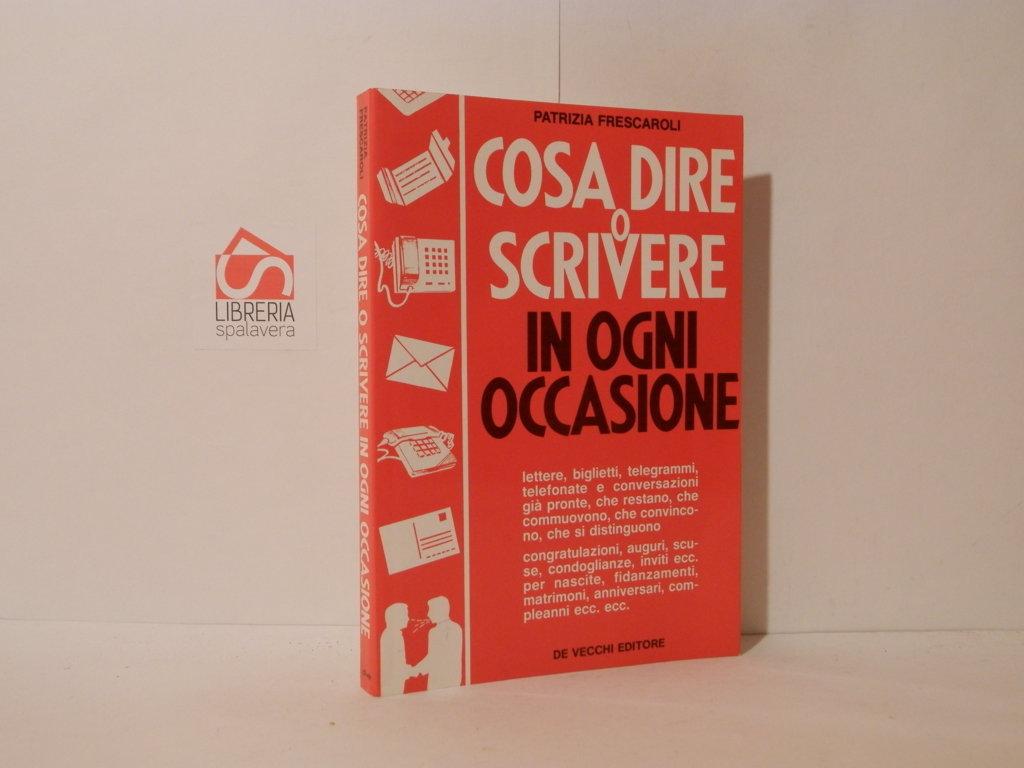 LIBRERIA
spalavera
PATRIZIA
FRESCAROLI
COSA DIRE O SCRIVERE IN OGNI OCCASIONE
PATRIZIA FRESCAROLI
COSA DIRE
O
SCRIVERE
IN OGNI
OCCASIONE
lettere, biglietti, telegrammi,
telefonate e conversazioni
già pronte, che restano, che
commuovono, che convinco-
no, che si distinguono
congratulazioni, auguri, scu-
se, condoglianze, inviti ecc.
per nascite, fidanzamenti,
matrimoni, anniversari, com-
pleanni ecc. ecc.
DE VECCHI EDITORE